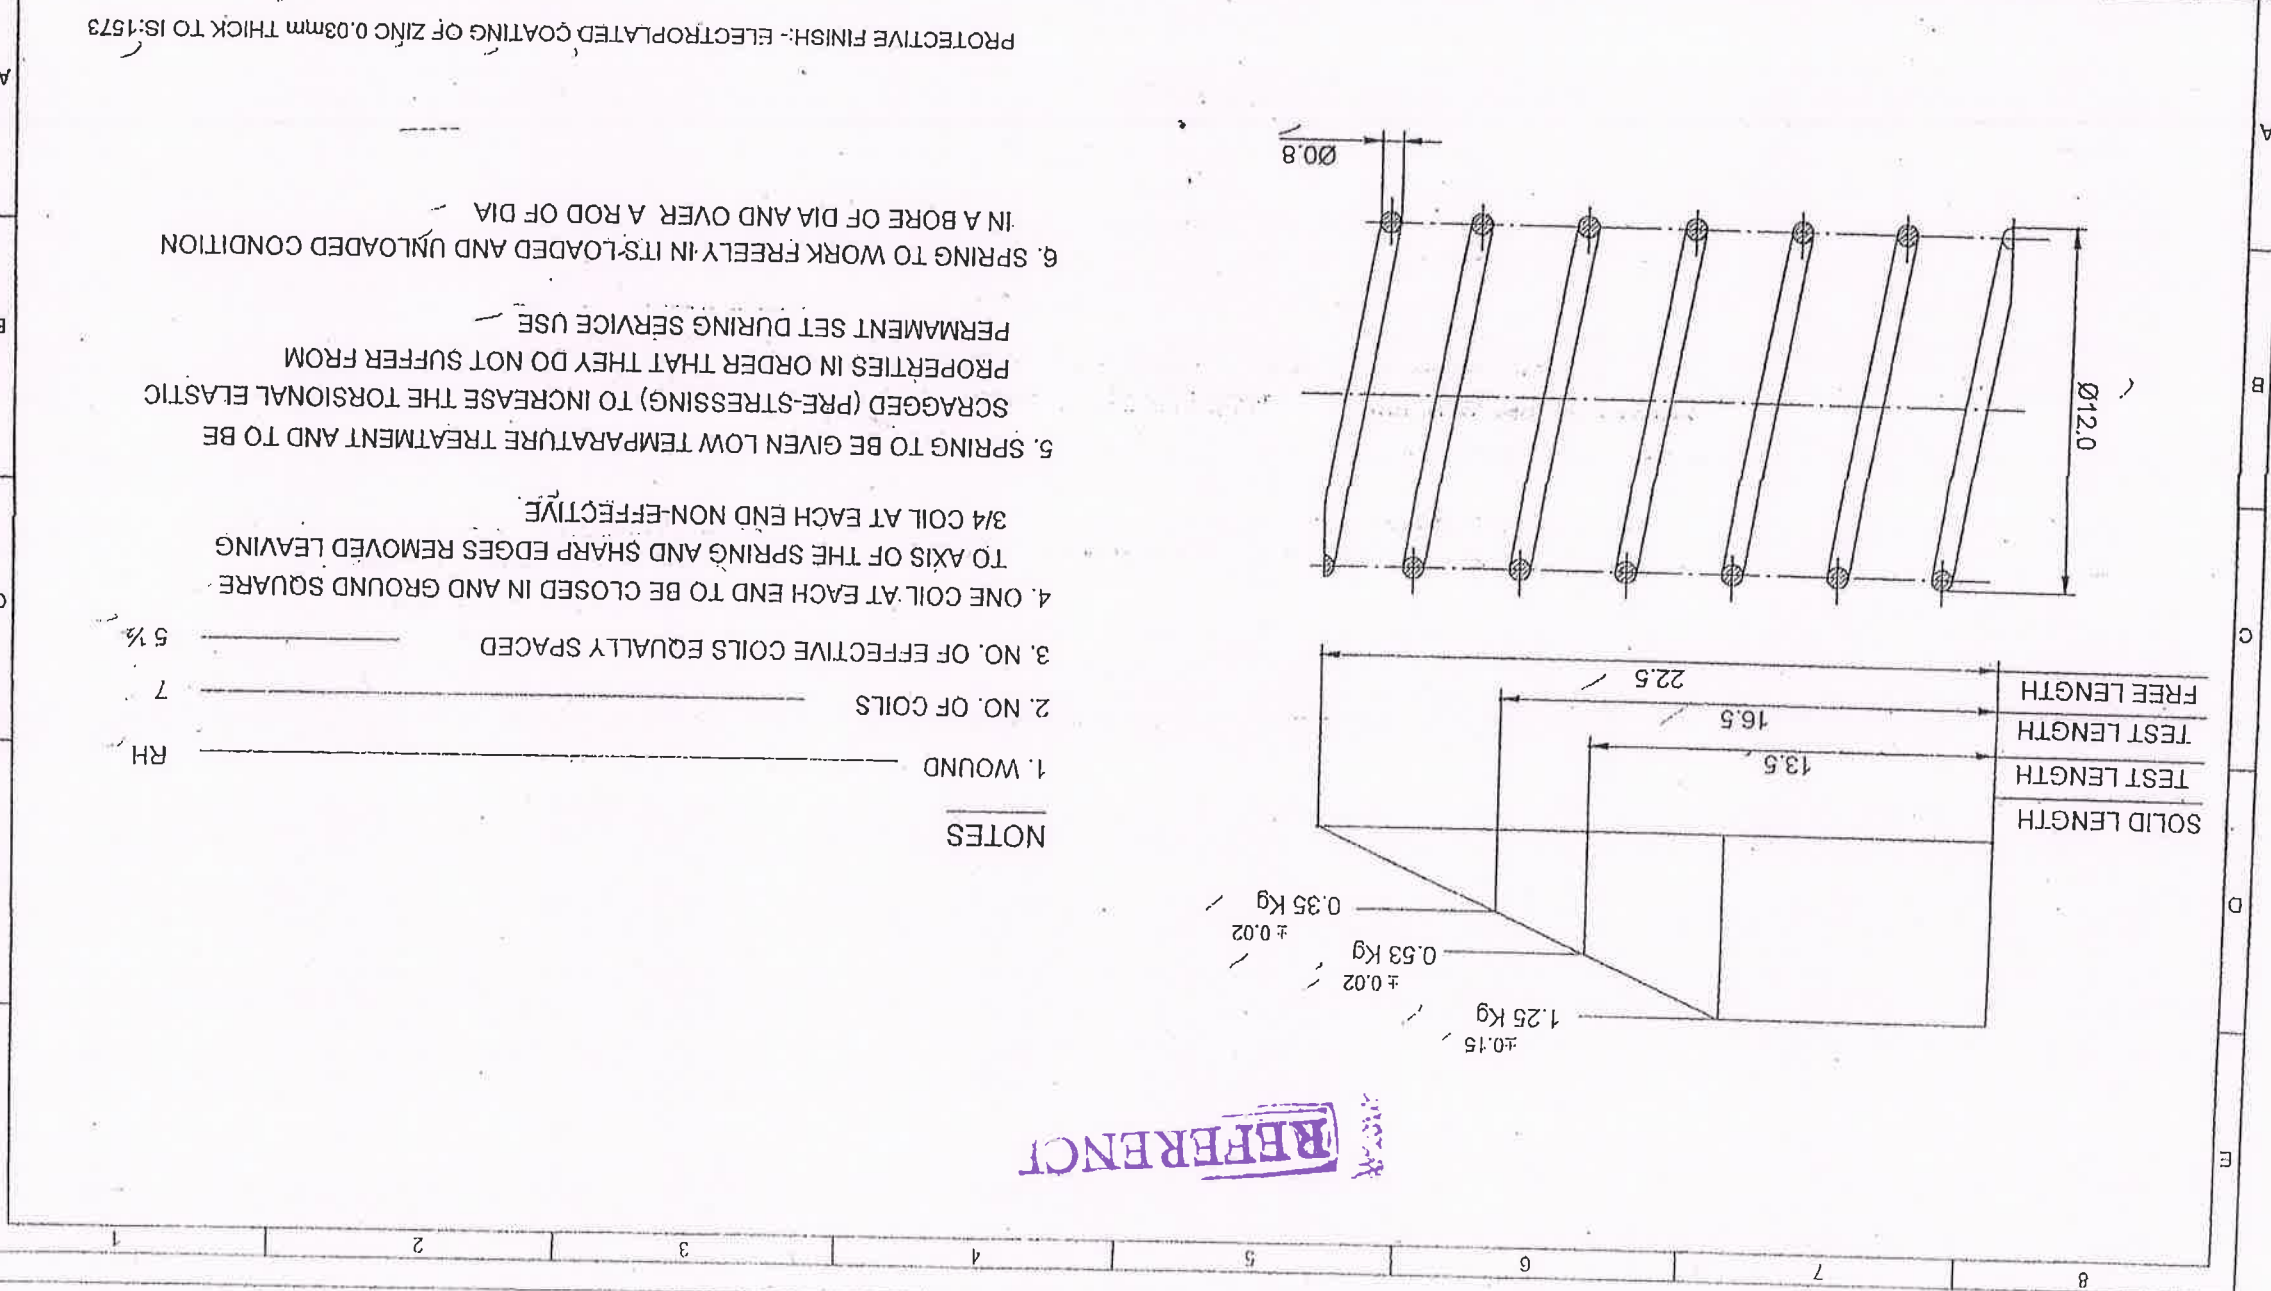 8 7 6 5 4 3 2 1
E
REFERENC
±0.15
1.25 Kg
± 0.02
0.53 Kg
± 0.02
0.35 Kg
D
SOLID LENGTH
TEST LENGTH 13.5
TEST LENGTH 16.5
FREE LENGTH 22.5
C
Ø12.0
B
Ø0.8
A
NOTES
1. WOUND RH
2. NO. OF COILS 7
3. NO. OF EFFECTIVE COILS EQUALLY SPACED 5 ½
4. ONE COIL AT EACH END TO BE CLOSED IN AND GROUND SQUARE
TO AXIS OF THE SPRING AND SHARP EDGES REMOVED LEAVING
3/4 COIL AT EACH END NON-EFFECTIVE.
5. SPRING TO BE GIVEN LOW TEMPARATURE TREATMENT AND TO BE
SCRAGGED (PRE-STRESSING) TO INCREASE THE TORSIONAL ELASTIC
PROPERTIES IN ORDER THAT THEY DO NOT SUFFER FROM
PERMAMENT SET DURING SERVICE USE
6. SPRING TO WORK FREELY IN ITS LOADED AND UNLOADED CONDITION
IN A BORE OF DIA AND OVER A ROD OF DIA
PROTECTIVE FINISH:- ELECTROPLATED COATING OF ZINC 0.03mm THICK TO IS:1573
C
B
A